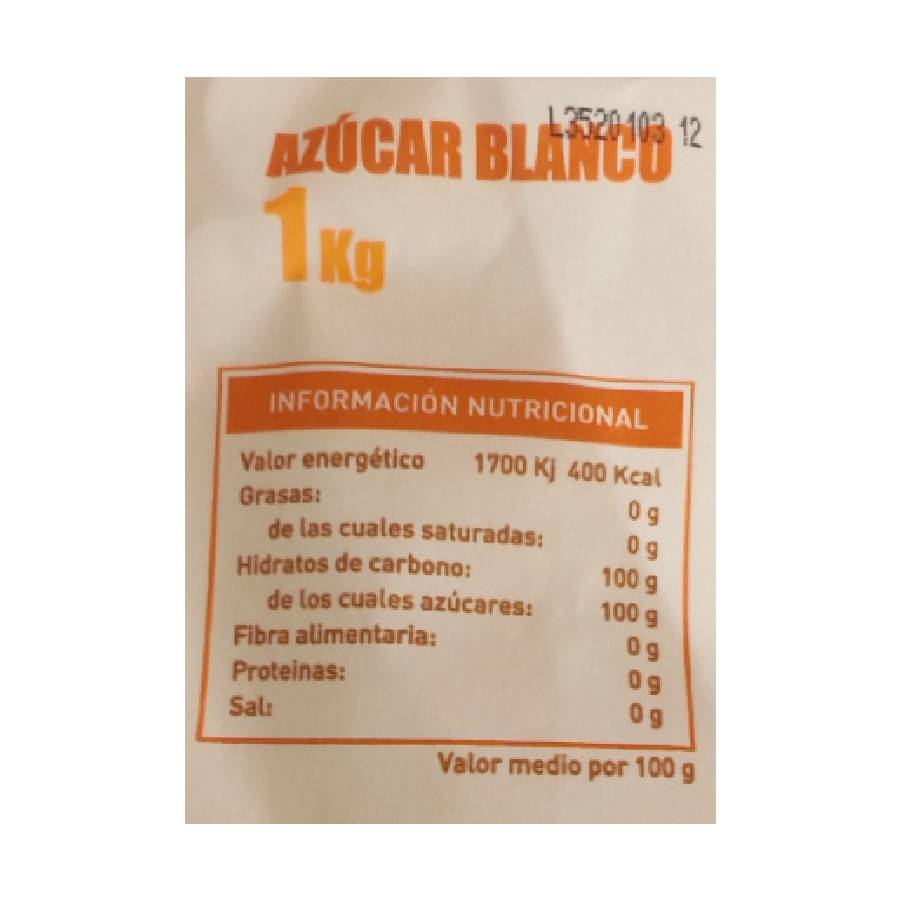 L3520103 12
AZÚCAR BLANCO
1 Kg
INFORMACIÓN NUTRICIONAL
Valor energético 1700 Kj 400 Kcal
Grasas: 0 g
de las cuales saturadas: 0 g
Hidratos de carbono: 100 g
de los cuales azúcares: 100 g
Fibra alimentaria: 0 g
Proteinas: 0 g
Sal: 0 g
Valor medio por 100 g